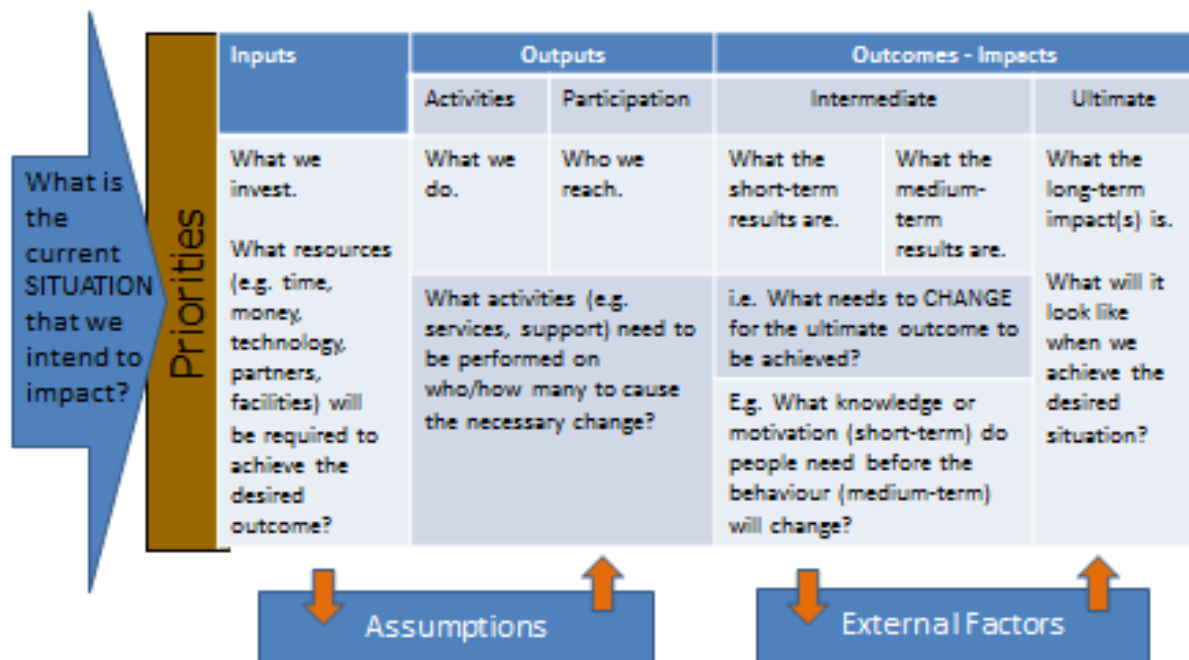 What is
the
current
SITUATION
that we
intend to
impact?
Priorities
Inputs
Outputs
Outcomes - Impacts
Activities
Participation
Intermediate
Ultimate
What we
invest.
What resources
(e.g. time,
money,
technology,
partners,
facilities) will
be required to
achieve the
desired
outcome?
What we
do.
Who we
reach.
What activities (e.g.
services, support) need to
be performed on
who/how many to cause
the necessary change?
What the
short-term
results are.
What the
medium-
term
results are.
i.e. What needs to CHANGE
for the ultimate outcome to
be achieved?
E.g. What knowledge or
motivation (short-term) do
people need before the
behaviour (medium-term)
will change?
What the
long-term
impact(s) is.
What will it
look like
when we
achieve the
desired
situation?
Assumptions
External Factors